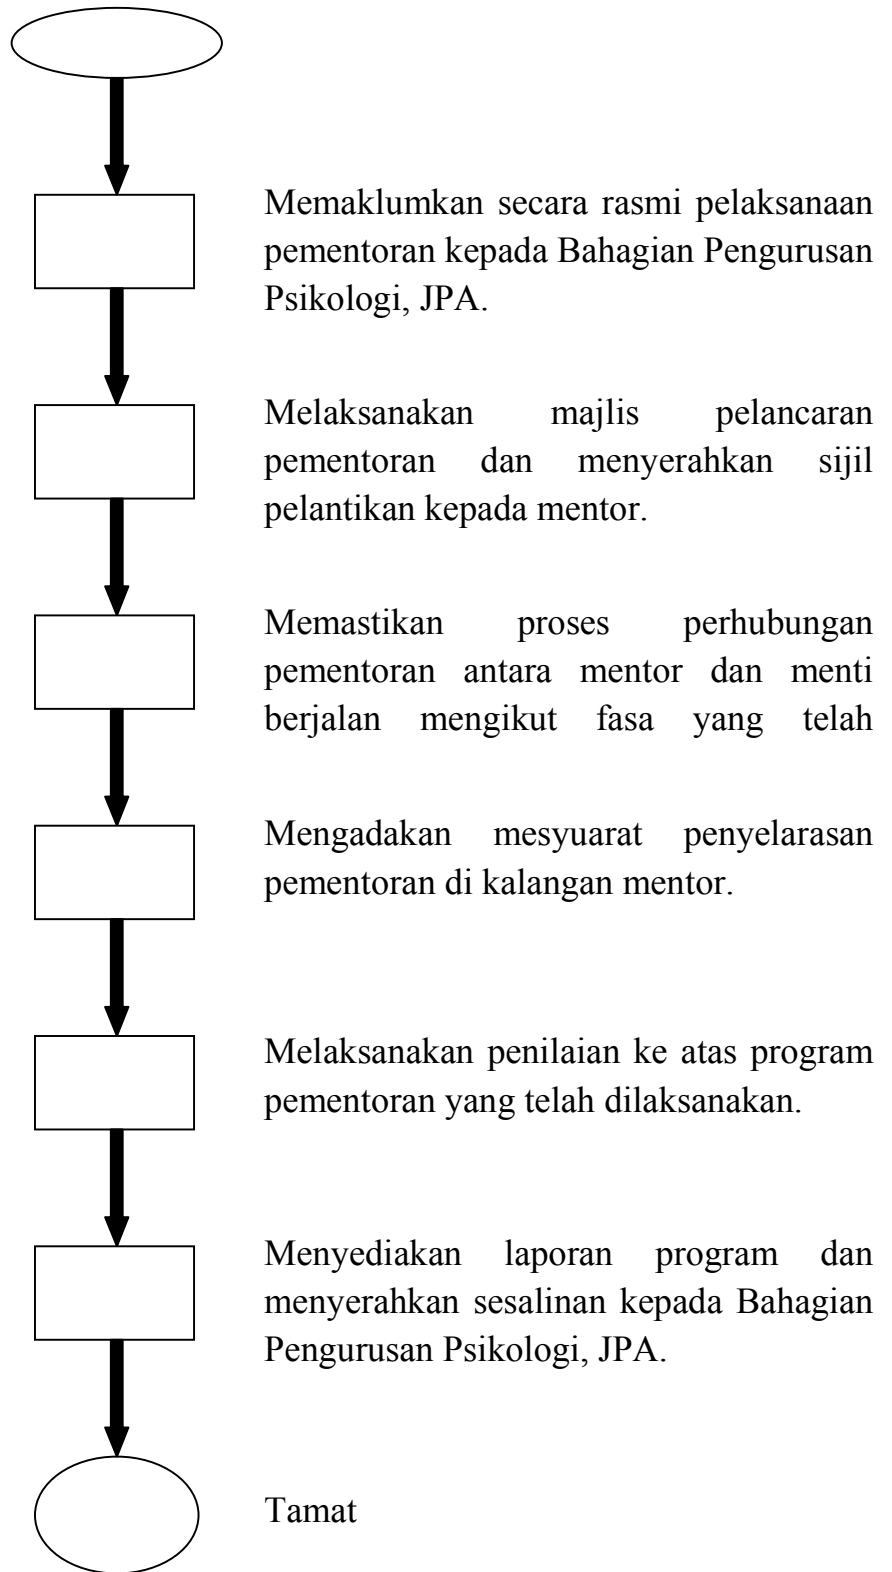 Memaklumkan secara rasmi pelaksanaan
pementoran kepada Bahagian Pengurusan
Psikologi, JPA.
Melaksanakan majlis pelancaran
pementoran dan menyerahkan sijil
pelantikan kepada mentor.
Memastikan proses perhubungan
pementoran antara mentor dan menti
berjalan mengikut fasa yang telah
Mengadakan mesyuarat penyelarasan
pementoran di kalangan mentor.
Melaksanakan penilaian ke atas program
pementoran yang telah dilaksanakan.
Menyediakan laporan program dan
menyerahkan sesalinan kepada Bahagian
Pengurusan Psikologi, JPA.
Tamat